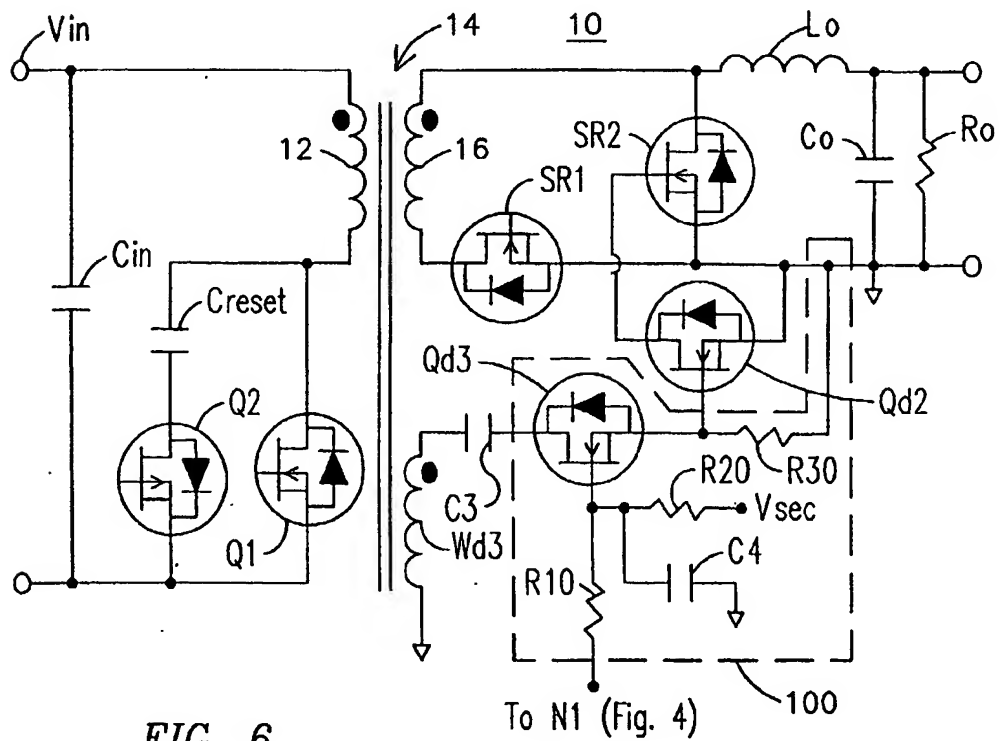 Vin
14
10
Lo
12
16
SR1
SR2
Co
Ro
Cin
Creset
Qd3
Qd2
Q2
Q1
C3
Wd3
R20
R30
Vsec
R10
C4
100
To N1 (Fig. 4)
FIG. 6